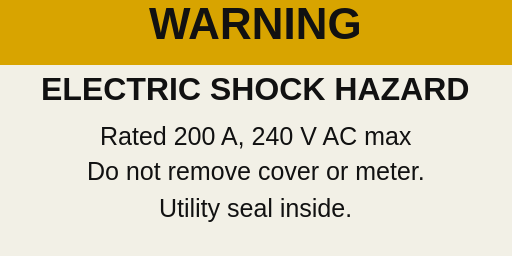 WARNING
ELECTRIC SHOCK HAZARD
Rated 200 A, 240 V AC max
Do not remove cover or meter.
Utility seal inside.